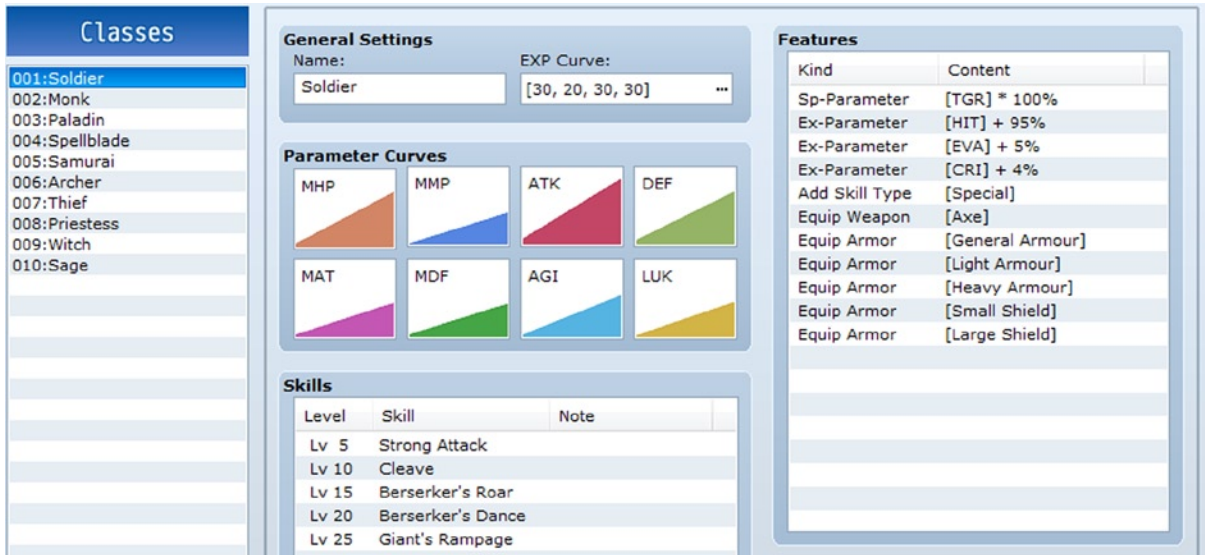 Classes
001:Soldier
002:Monk
003:Paladin
004:Spellblade
005:Samurai
006:Archer
007:Thief
008:Priestess
009:Witch
010:Sage
General Settings
Name:
EXP Curve:
Soldier
[30, 20, 30, 30]
...
Parameter Curves
MHP
MMP
ATK
DEF
MAT
MDF
AGI
LUK
Skills
Level Skill Note
Lv 5 Strong Attack
Lv 10 Cleave
Lv 15 Berserker's Roar
Lv 20 Berserker's Dance
Lv 25 Giant's Rampage
Features
Kind Content
Sp-Parameter [TGR] * 100%
Ex-Parameter [HIT] + 95%
Ex-Parameter [EVA] + 5%
Ex-Parameter [CRI] + 4%
Add Skill Type [Special]
Equip Weapon [Axe]
Equip Armor [General Armour]
Equip Armor [Light Armour]
Equip Armor [Heavy Armour]
Equip Armor [Small Shield]
Equip Armor [Large Shield]